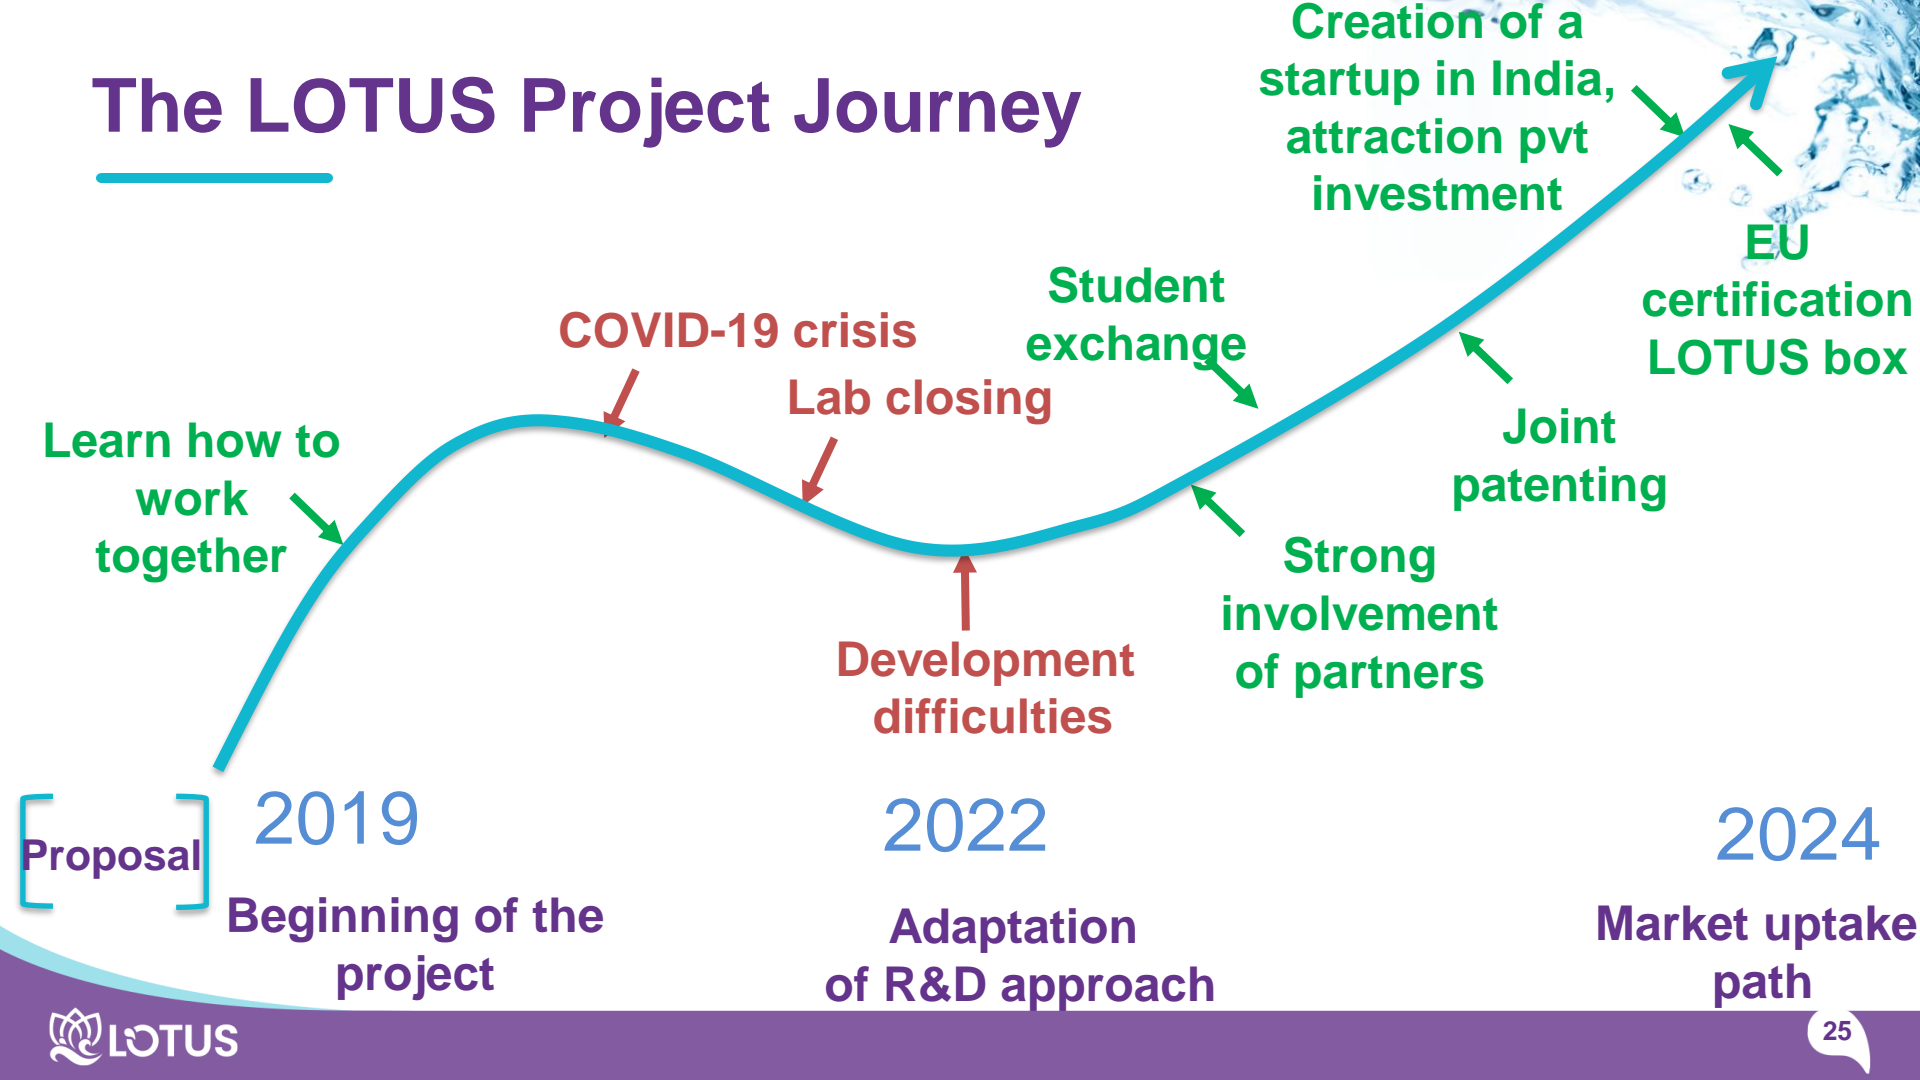 The LOTUS Project Journey
Creation of a
startup in India,
attraction pvt
investment
EU
certification
LOTUS box
Student
exchange
COVID-19 crisis
Lab closing
Learn how to
work
together
Joint
patenting
Strong
involvement
of partners
Development
difficulties
Proposal
2019
Beginning of the
project
2022
Adaptation
of R&D approach
2024
Market uptake
path
LOTUS
25